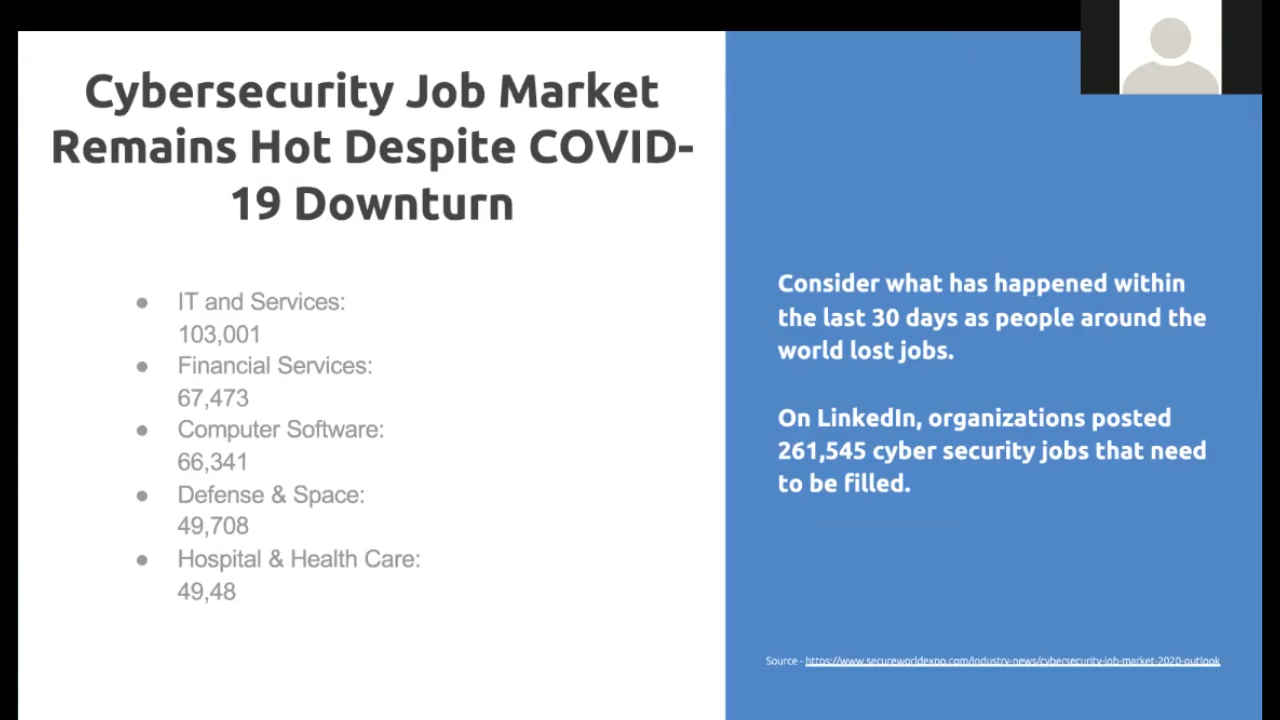 Cybersecurity Job Market
Remains Hot Despite COVID-
19 Downturn
● IT and Services:
103,001
● Financial Services:
67,473
● Computer Software:
66,341
● Defense & Space:
49,708
● Hospital & Health Care:
49,48
Consider what has happened within
the last 30 days as people around the
world lost jobs.
On LinkedIn, organizations posted
261,545 cyber security jobs that need
to be filled.
Source - https://www.secureworldexpo.com/industry-news/cybersecurity-job-market-2020-outlook